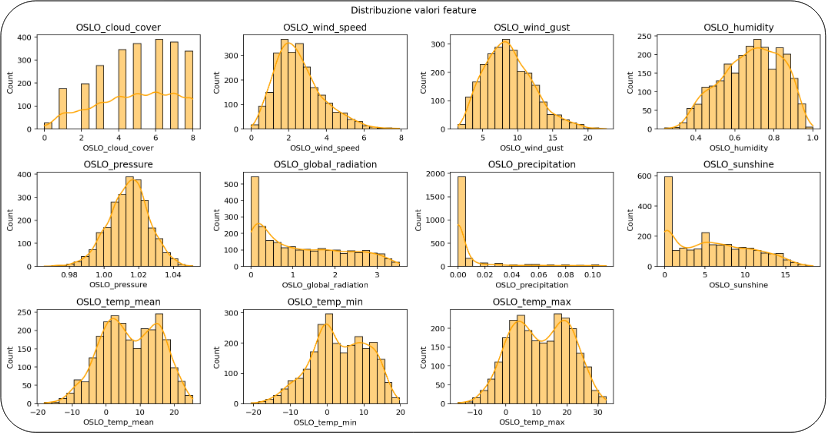 Distribuzione valori feature
OSLO_cloud_cover
OSLO_wind_speed
OSLO_wind_gust
OSLO_humidity
Count
400
300
200
100
0
0 2 4 6 8
OSLO_cloud_cover
Count
300
200
100
0
0 2 4 6 8
OSLO_wind_speed
Count
300
200
100
0
5 10 15 20
OSLO_wind_gust
Count
250
200
150
100
50
0
0.4 0.6 0.8 1.0
OSLO_humidity
OSLO_pressure
OSLO_global_radiation
OSLO_precipitation
OSLO_sunshine
Count
400
300
200
100
0
0.98 1.00 1.02 1.04
OSLO_pressure
Count
500
400
300
200
100
0
0 1 2 3
OSLO_global_radiation
Count
2000
1500
1000
500
0
0.00 0.02 0.04 0.06 0.08 0.10
OSLO_precipitation
Count
600
400
200
0
0 5 10 15
OSLO_sunshine
OSLO_temp_mean
OSLO_temp_min
OSLO_temp_max
Count
250
200
150
100
50
0
−20 −10 0 10 20
OSLO_temp_mean
Count
300
200
100
0
−20 −10 0 10 20
OSLO_temp_min
Count
200
150
100
50
0
−10 0 10 20 30
OSLO_temp_max